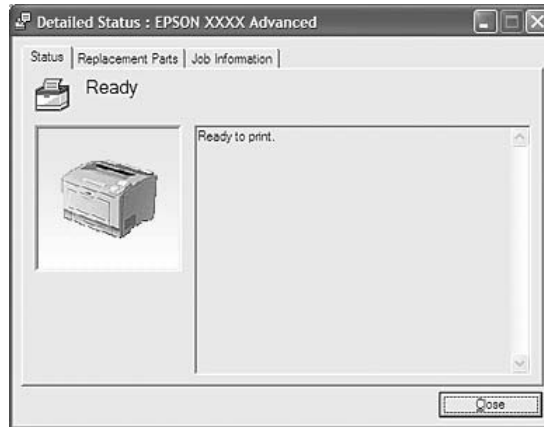 Detailed Status : EPSON XXXX Advanced
Status
Replacement Parts
Job Information
Ready
Ready to print.
Close